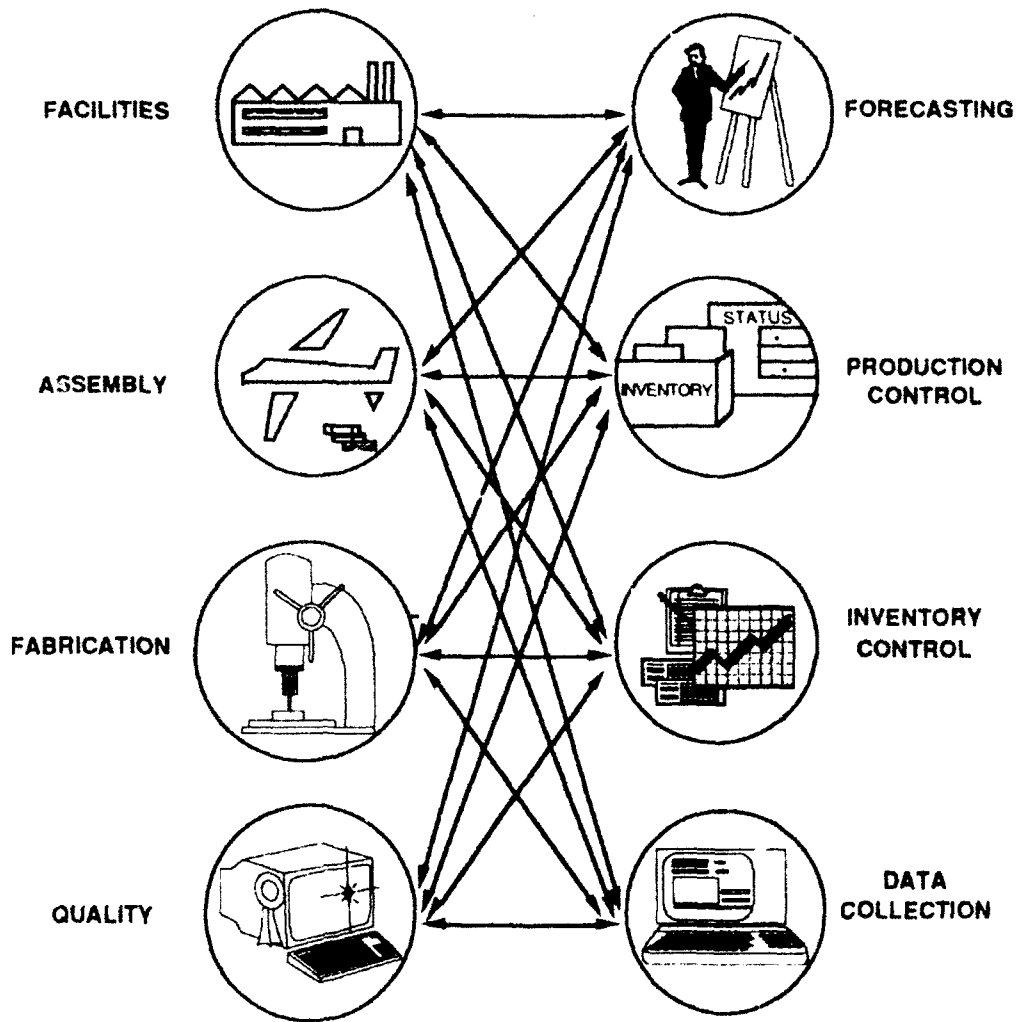 FACILITIES
FORECASTING
ASSEMBLY
STATUS
INVENTORY
PRODUCTION
CONTROL
FABRICATION
INVENTORY
CONTROL
QUALITY
DATA
COLLECTION